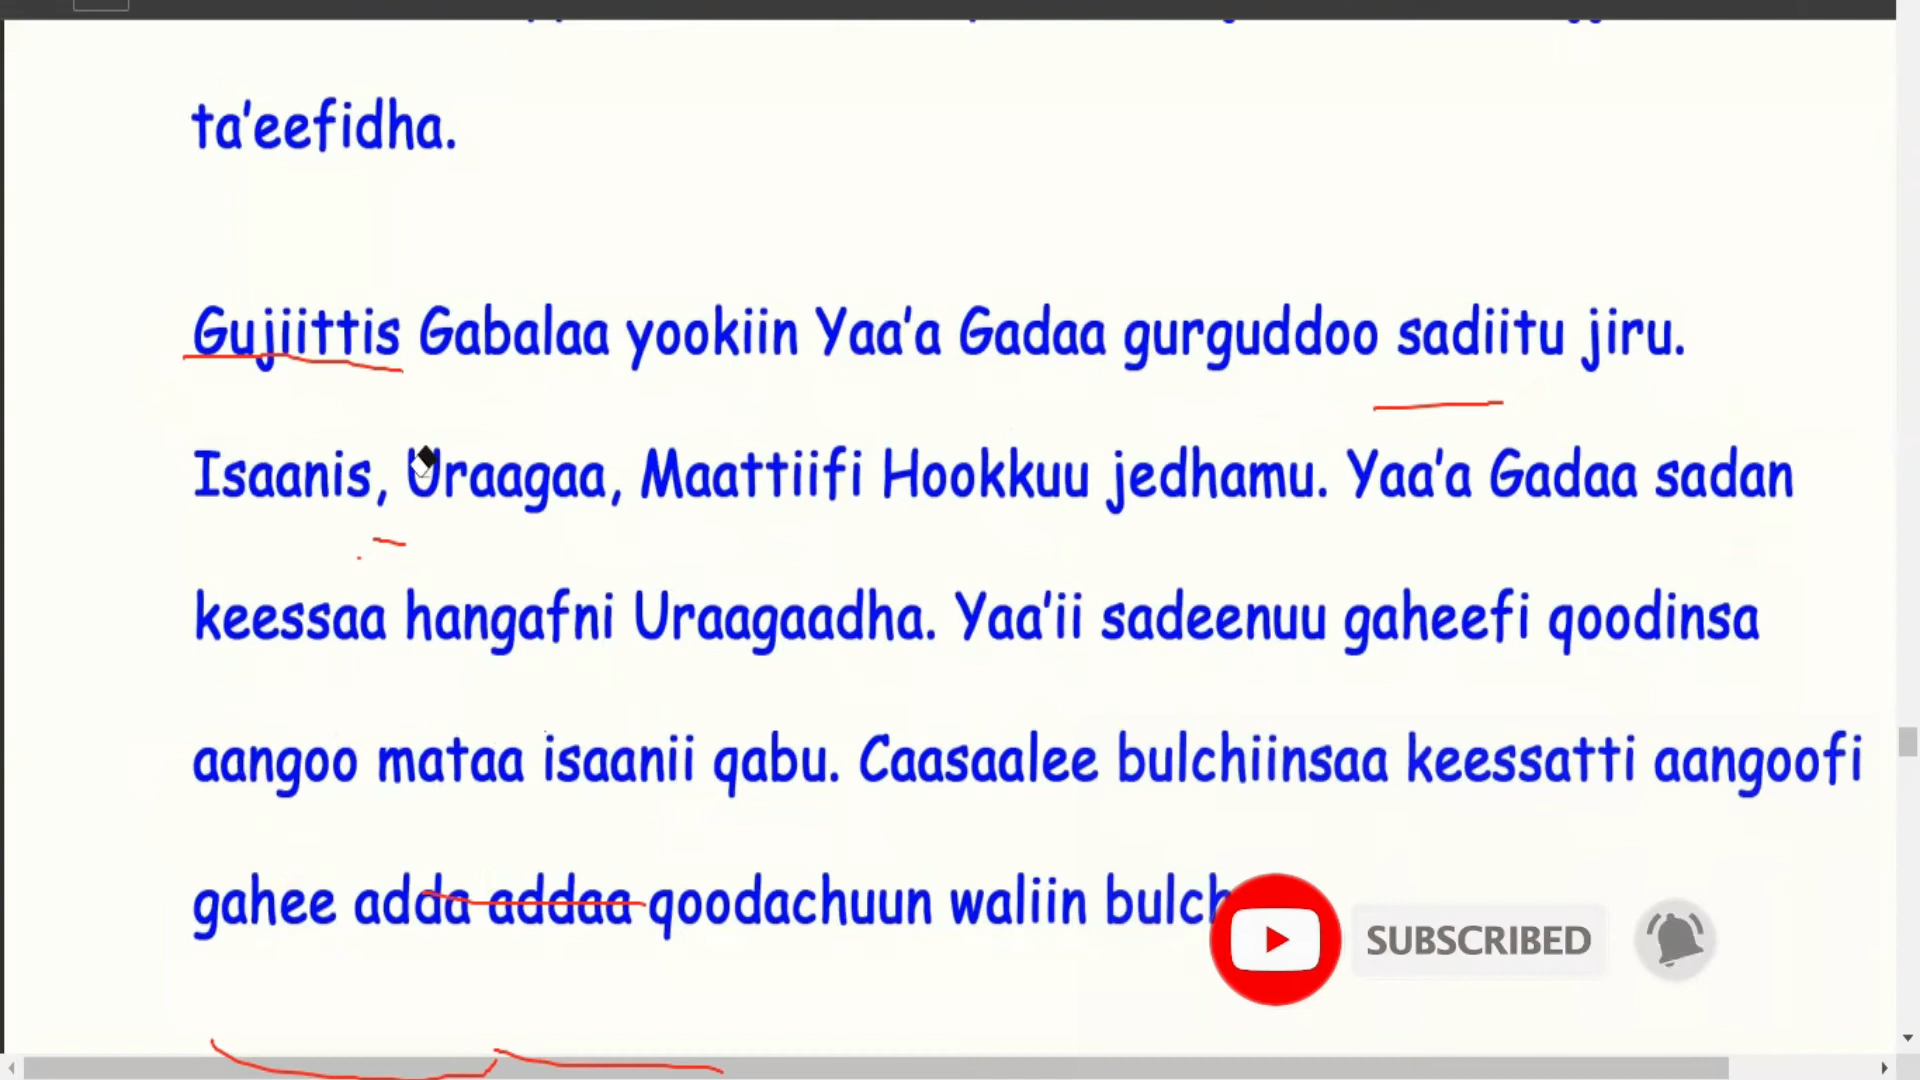 ta'eefidha.
Gujiittis Gabalaa yookiin Yaa'a Gadaa gurguddoo sadiitu jiru.
Isaanis, Uraagaa, Maattiifi Hookkuu jedhamu. Yaa'a Gadaa sadan
keessaa hangafni Uraagaadha. Yaa'ii sadeenuu gaheefi qoodinsa
aangoo mataa isaanii qabu. Caasaalee bulchiinsaa keessatti aangoofi
gahee adda addaa qoodachuun waliin
SUBSCRIBED